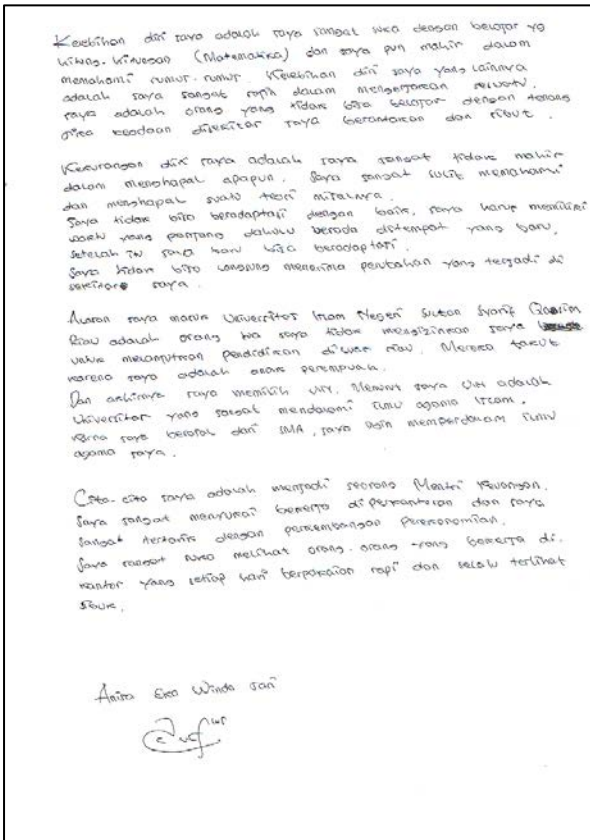 Kelebihan diri saya adalah saya sangat suka dengan belajar yg
hitung-hitungan (Matematika) dan saya pun mahir dalam
memahami rumus-rumus. Kelebihan diri saya yang lainnya
adalah saya sangat rapih dalam mengerjakan sesuatu.
saya adalah orang yang tidak bisa belajar dengan tenang
jika keadaan disekitar saya berantakan dan ribut.
Kekurangan diri saya adalah saya sangat tidak mahir
dalam menghapal apapun. Saya sangat sulit memahami
dan menghapal suatu teori misalnya.
Saya tidak bisa beradaptasi dengan baik, saya harus memiliki
waktu yang panjang dahulu berada ditempat yang baru,
setelah itu saya baru bisa beradaptasi.
Saya tidak bisa langsung menerima perubahan yang terjadi di
sekitar saya.
Alasan saya masuk Universitas Islam Negeri Sultan Syarif Qasim
Riau adalah orang tua saya tidak mengizinkan saya
untuk melanjutkan pendidikan diluar riau. Mereka takut
karena saya adalah anak perempuan.
Dan akhirnya saya memilih UIN. Menurut saya UIN adalah
Universitas yang sangat mendalami ilmu agama Islam.
karna saya berasal dari SMA, saya ingin memperdalam ilmu
agama saya.
Cita-cita saya adalah menjadi seorang Mentri Keuangan.
Saya sangat menyukai bekerja diperkantoran dan saya
sangat tertarik dengan perkembangan Perekonomian.
Saya sangat suka melihat orang-orang yang bekerja di.
kantor yang setiap hari berpakaian rapi dan selalu terlihat
sibuk.
Anisa Eka Winda Sari